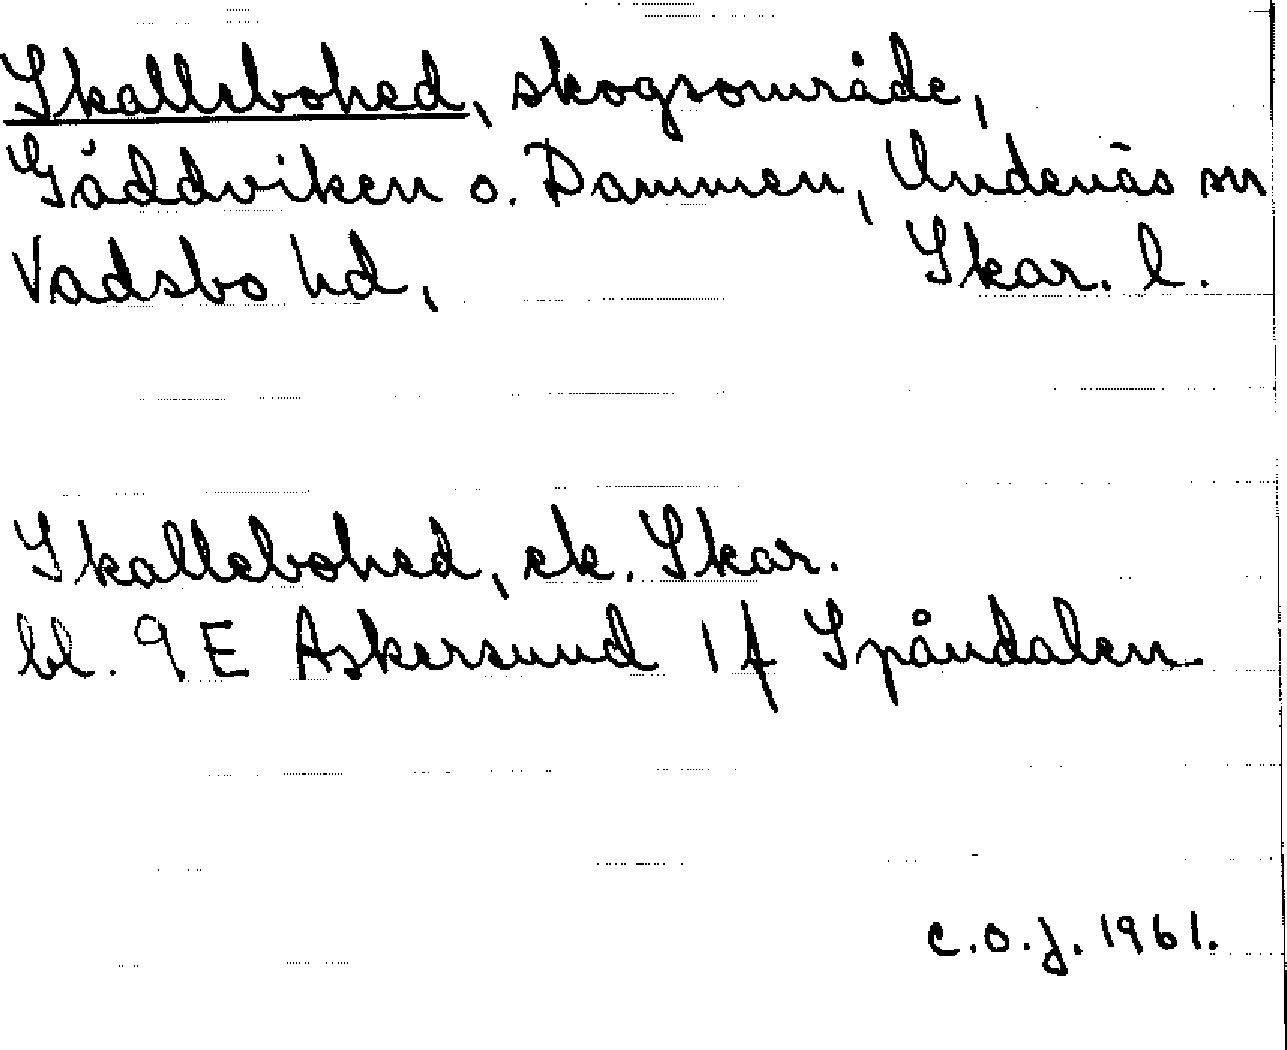 Skallebohed, skogsområde,
Gäddviken o. Dammen, Undenäs sn
Vadsbo hd, Skar. l.
Skallebohed, ek. Skar.
bl. 9E Askersund 1f Spåndalen
C.O.J. 1961.